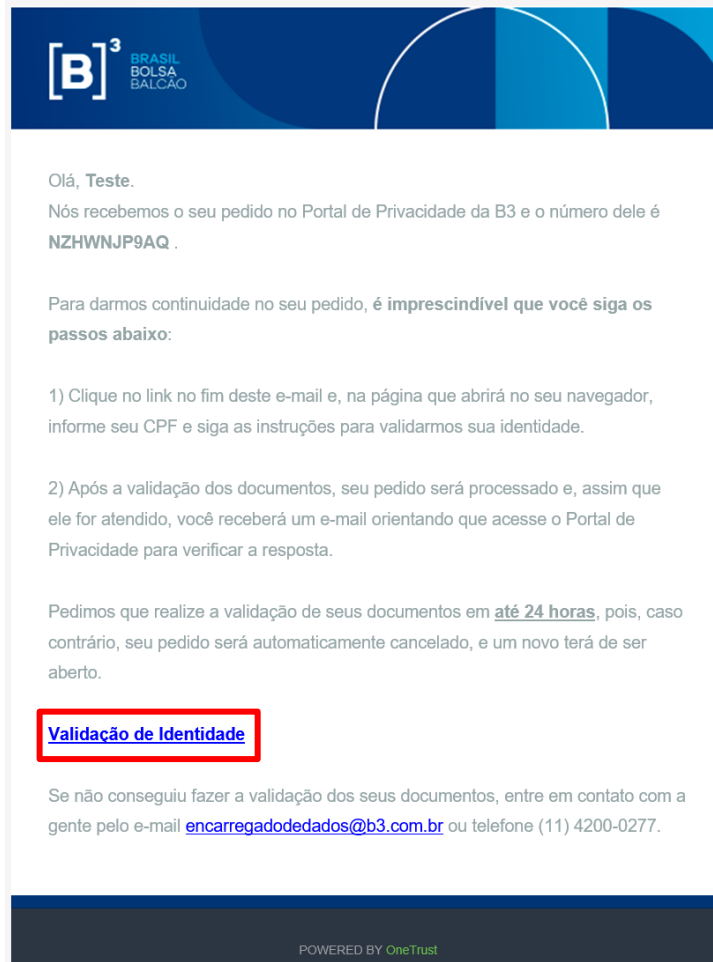 [B]³ BRASIL
BOLSA
BALCÃO
Olá, Teste.
Nós recebemos o seu pedido no Portal de Privacidade da B3 e o número dele é
NZHWNJP9AQ .
Para darmos continuidade no seu pedido, é imprescindível que você siga os
passos abaixo:
1) Clique no link no fim deste e-mail e, na página que abrirá no seu navegador,
informe seu CPF e siga as instruções para validarmos sua identidade.
2) Após a validação dos documentos, seu pedido será processado e, assim que
ele for atendido, você receberá um e-mail orientando que acesse o Portal de
Privacidade para verificar a resposta.
Pedimos que realize a validação de seus documentos em até 24 horas, pois, caso
contrário, seu pedido será automaticamente cancelado, e um novo terá de ser
aberto.
Validação de Identidade
Se não conseguiu fazer a validação dos seus documentos, entre em contato com a
gente pelo e-mail encarregadodedados@b3.com.br ou telefone (11) 4200-0277.
POWERED BY OneTrust